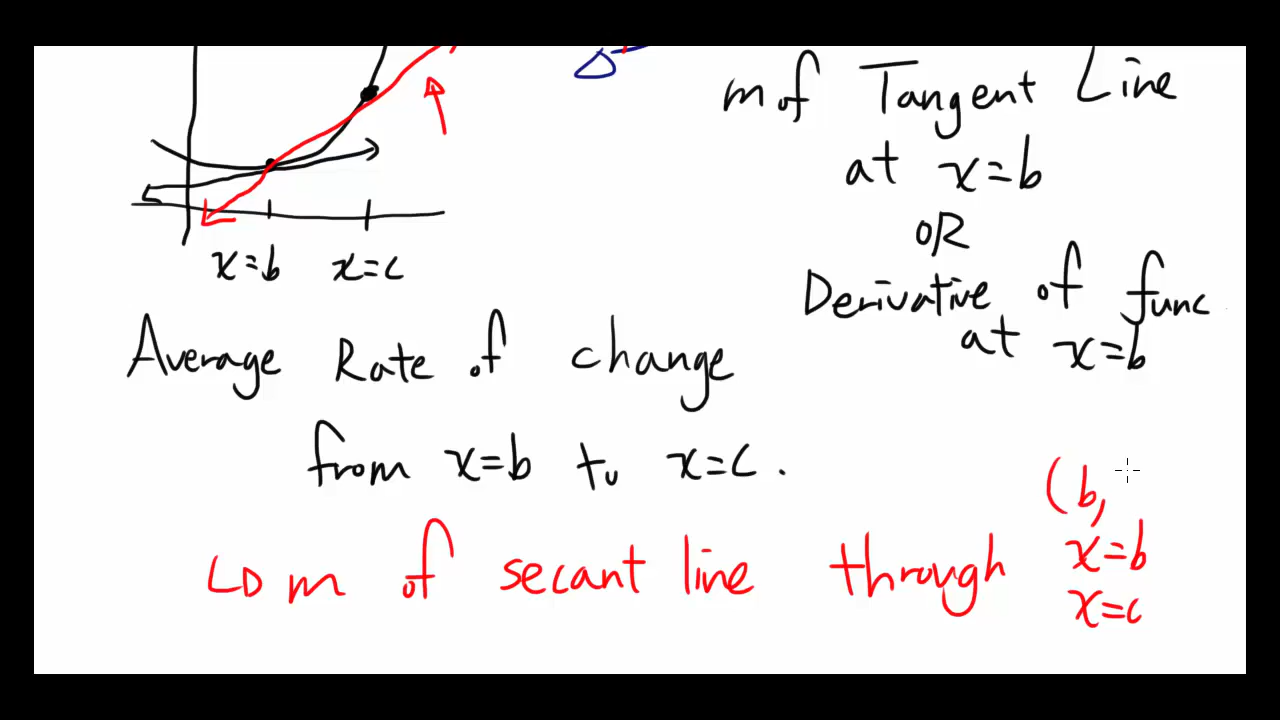 m of Tangent Line
at x=b
OR
Derivative of func
at x=b
x=b x=c
Average Rate of change
from x=b to x=c.
(b,
↳ m of secant line through x=b
x=c